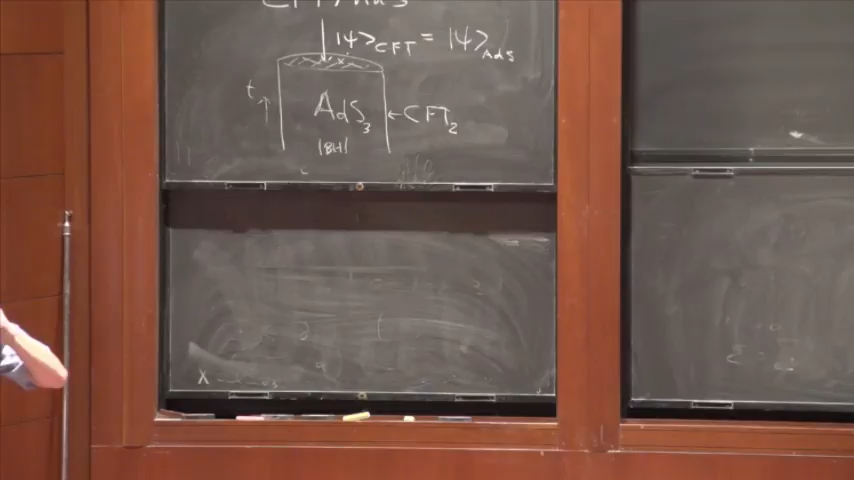 |ψ>CFT = |ψ>AdS
t ↑ AdS3 ← CFT2
|BH|